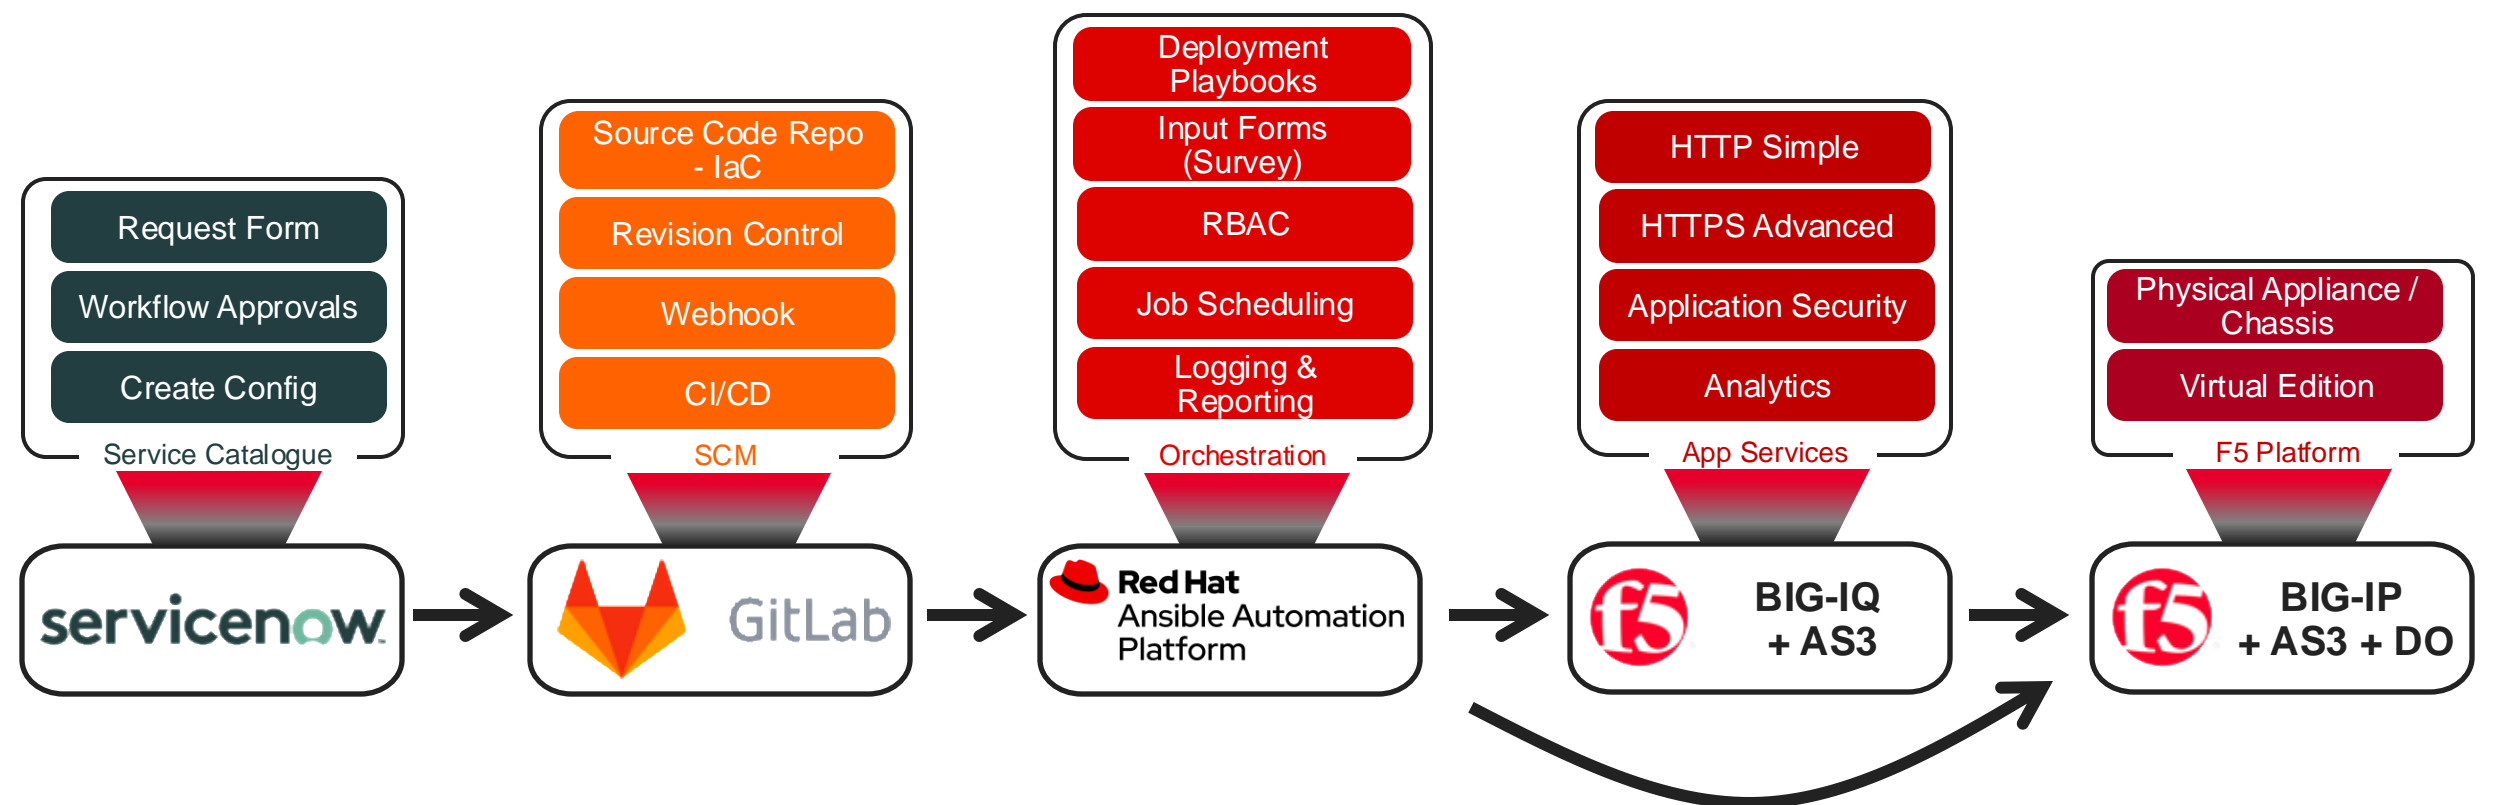 Request Form
Workflow Approvals
Create Config
Service Catalogue
servicenow
Source Code Repo
- IaC
Revision Control
Webhook
CI/CD
SCM
GitLab
Deployment
Playbooks
Input Forms
(Survey)
RBAC
Job Scheduling
Logging &
Reporting
Orchestration
Red Hat
Ansible Automation
Platform
HTTP Simple
HTTPS Advanced
Application Security
Analytics
App Services
f5
BIG-IQ
+ AS3
Physical Appliance /
Chassis
Virtual Edition
F5 Platform
f5
BIG-IP
+ AS3 + DO